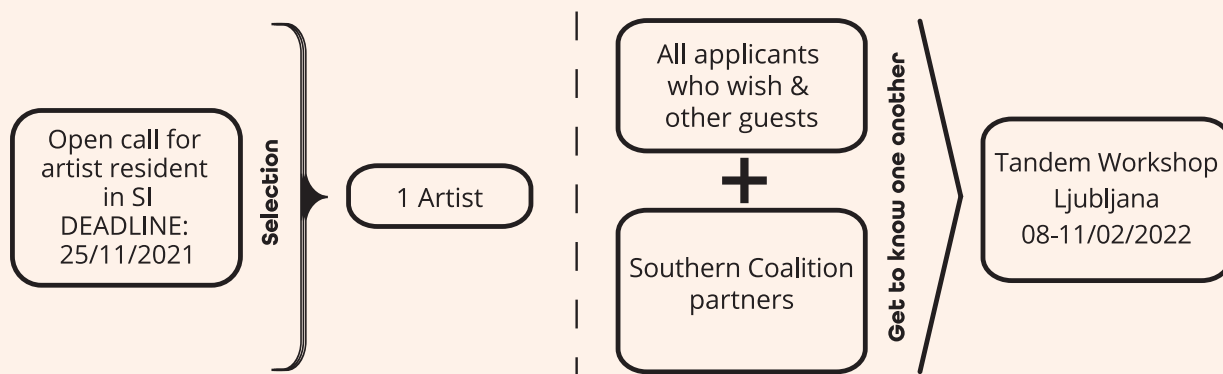 Open call for
artist resident
in SI
DEADLINE:
25/11/2021
Selection
1 Artist
All applicants
who wish &
other guests
+
Southern Coalition
partners
Get to know one another
Tandem Workshop
Ljubljana
08-11/02/2022